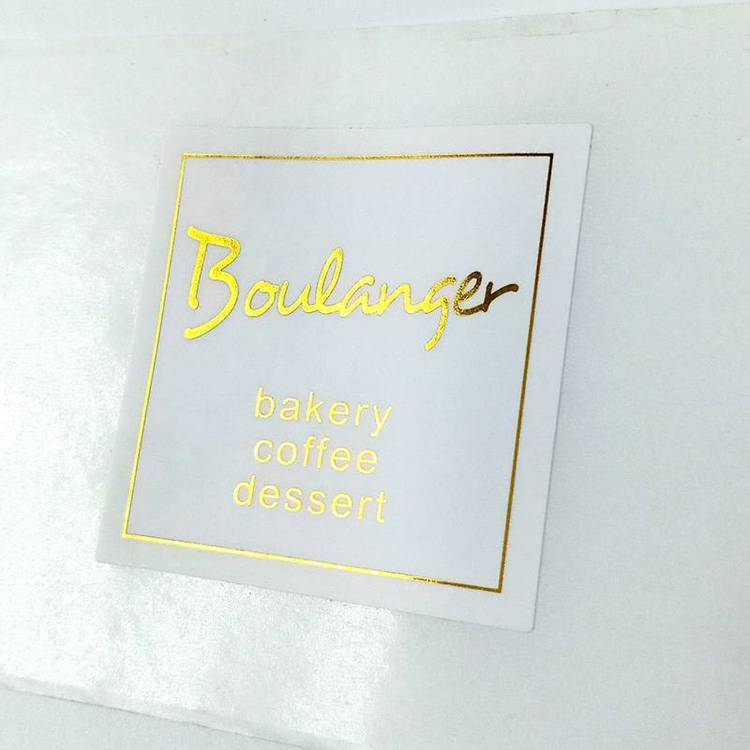 Boulanger
bakery
coffee
dessert